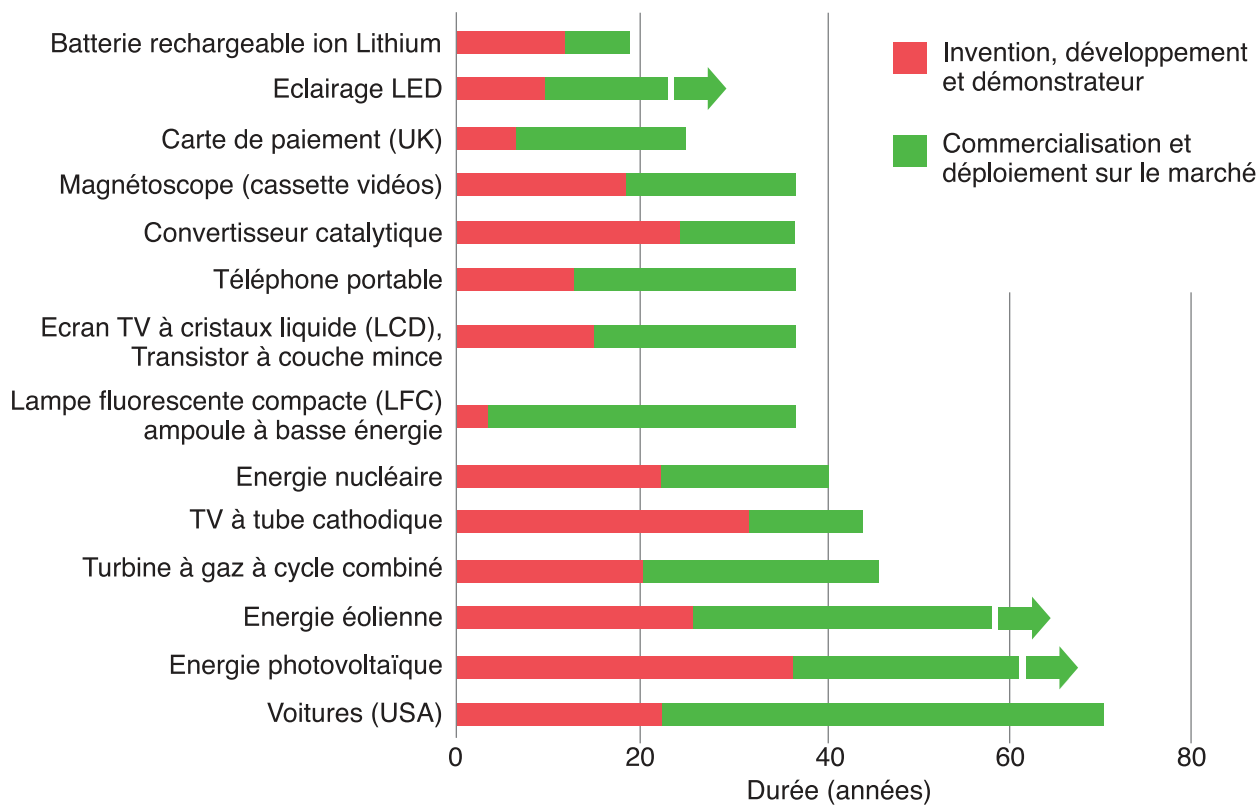 Batterie rechargeable ion Lithium
Eclairage LED
Carte de paiement (UK)
Magnétoscope (cassette vidéos)
Convertisseur catalytique
Téléphone portable
Ecran TV à cristaux liquide (LCD),
Transistor à couche mince
Lampe fluorescente compacte (LFC)
ampoule à basse énergie
Energie nucléaire
TV à tube cathodique
Turbine à gaz à cycle combiné
Energie éolienne
Energie photovoltaïque
Voitures (USA)
Invention, développement
et démonstrateur
Commercialisation et
déploiement sur le marché
0 20 40 60 80
Durée (années)